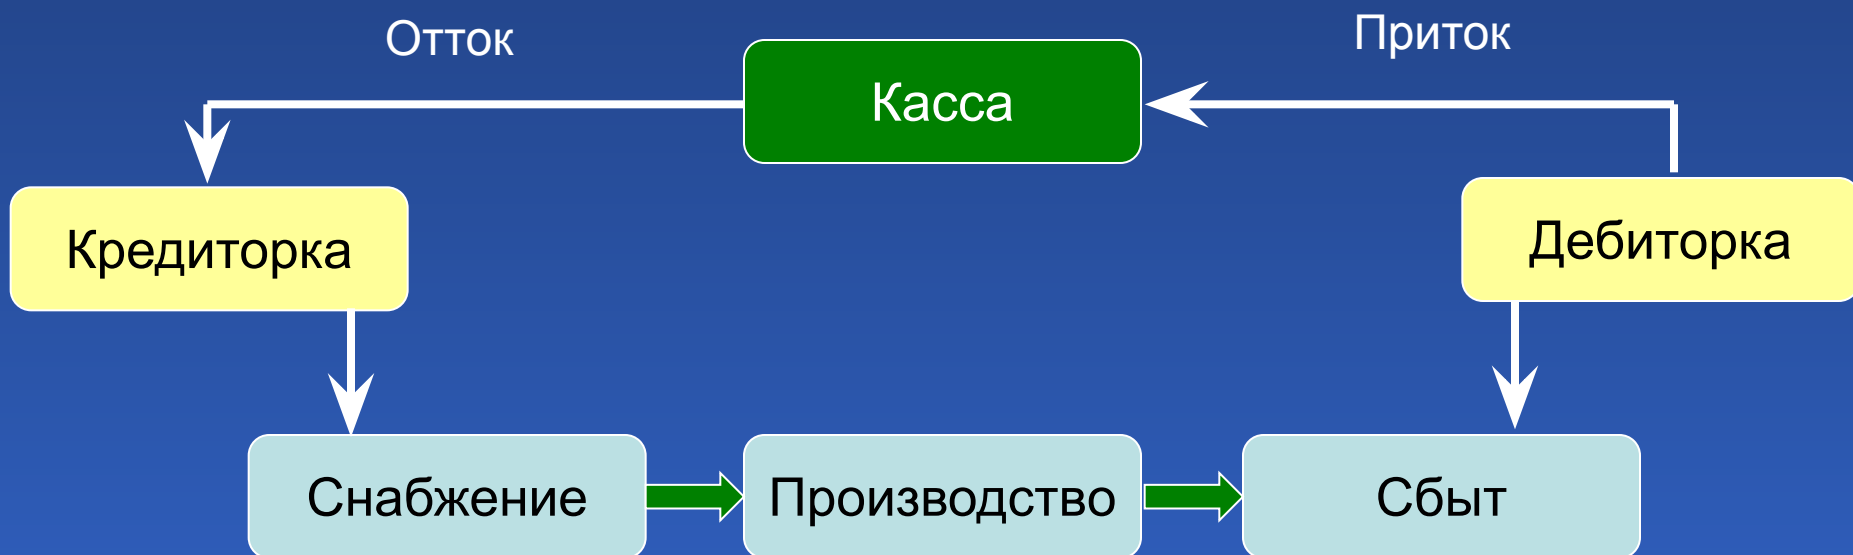 Отток
Приток
Касса
Кредиторка
Дебиторка
Снабжение
Производство
Сбыт